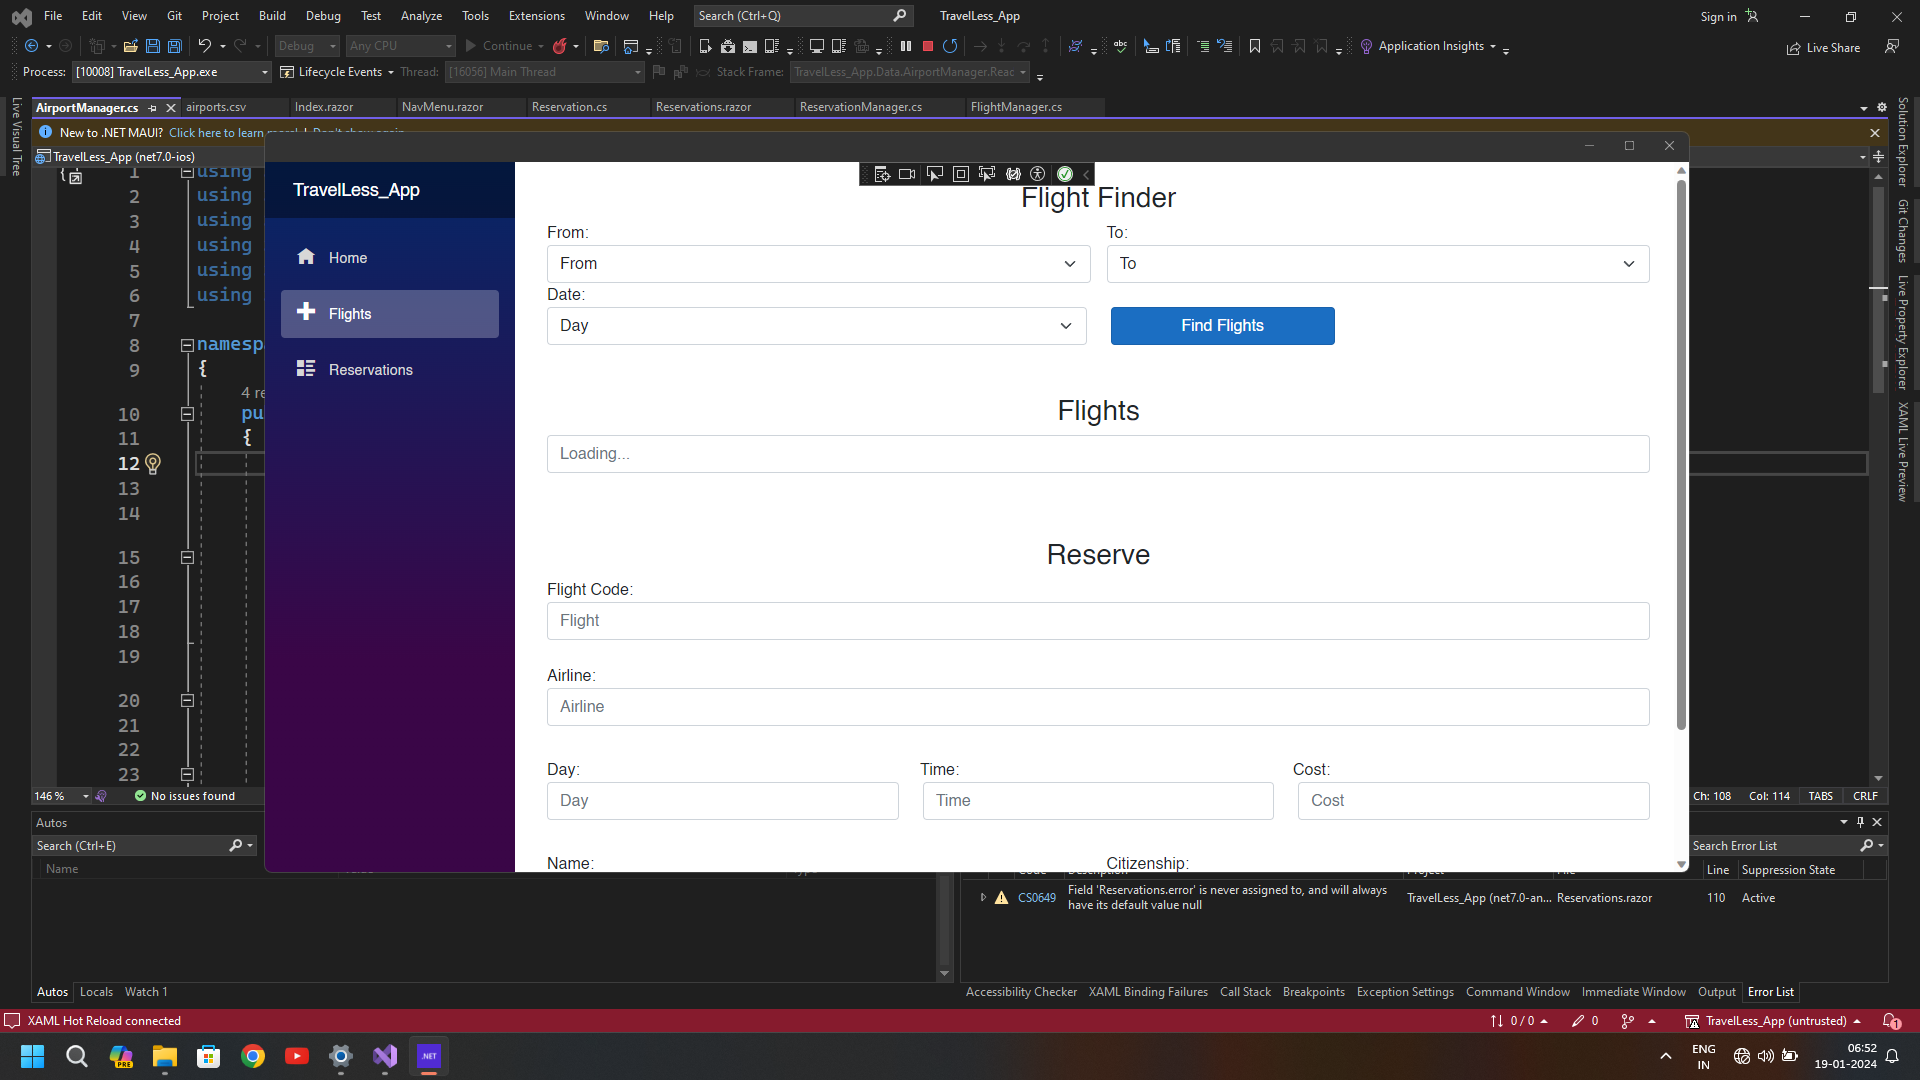 File Edit View Git Project Build Debug Test Analyze Tools Extensions Window Help Search (Ctrl+Q) TravelLess_App Sign in
Debug Any CPU Continue Application Insights Live Share
Process: [10008] TravelLess_App.exe Lifecycle Events Thread: [16056] Main Thread Stack Frame: TravelLess_App.Data.AirportManager.Reac
AirportManager.cs airports.csv Index.razor NavMenu.razor Reservation.cs Reservations.razor ReservationManager.cs FlightManager.cs
New to .NET MAUI? Click here to learn
TravelLess_App (net7.0-ios)
Live Visual Tree
Solution Explorer
Git Changes
Live Property Explorer
XAML Live Preview
1 using
2 using
3 using
4 using
5 using
6 using
7
8 namesp
9 {
4 re
10 pu
11 {
12
13
14
15
16
17
18
19
20
21
22
23
TravelLess_App
Home
Flights
Reservations
Flight Finder
From: To:
From To
Date:
Day Find Flights
Flights
Loading...
Reserve
Flight Code:
Flight
Airline:
Airline
Day: Time: Cost:
Day Time Cost
Name: Citizenship:
146 % No issues found Ch: 108 Col: 114 TABS CRLF
Autos
Search (Ctrl+E) Search Error List
Name Line Suppression State
CS0649 Field 'Reservations.error' is never assigned to, and will always have its default value null TravelLess_App (net7.0-an... Reservations.razor 110 Active
Autos Locals Watch 1 Accessibility Checker XAML Binding Failures Call Stack Breakpoints Exception Settings Command Window Immediate Window Output Error List
XAML Hot Reload connected 0 / 0 0 TravelLess_App (untrusted) 1
PRE .NET ENG IN 06:52 19-01-2024